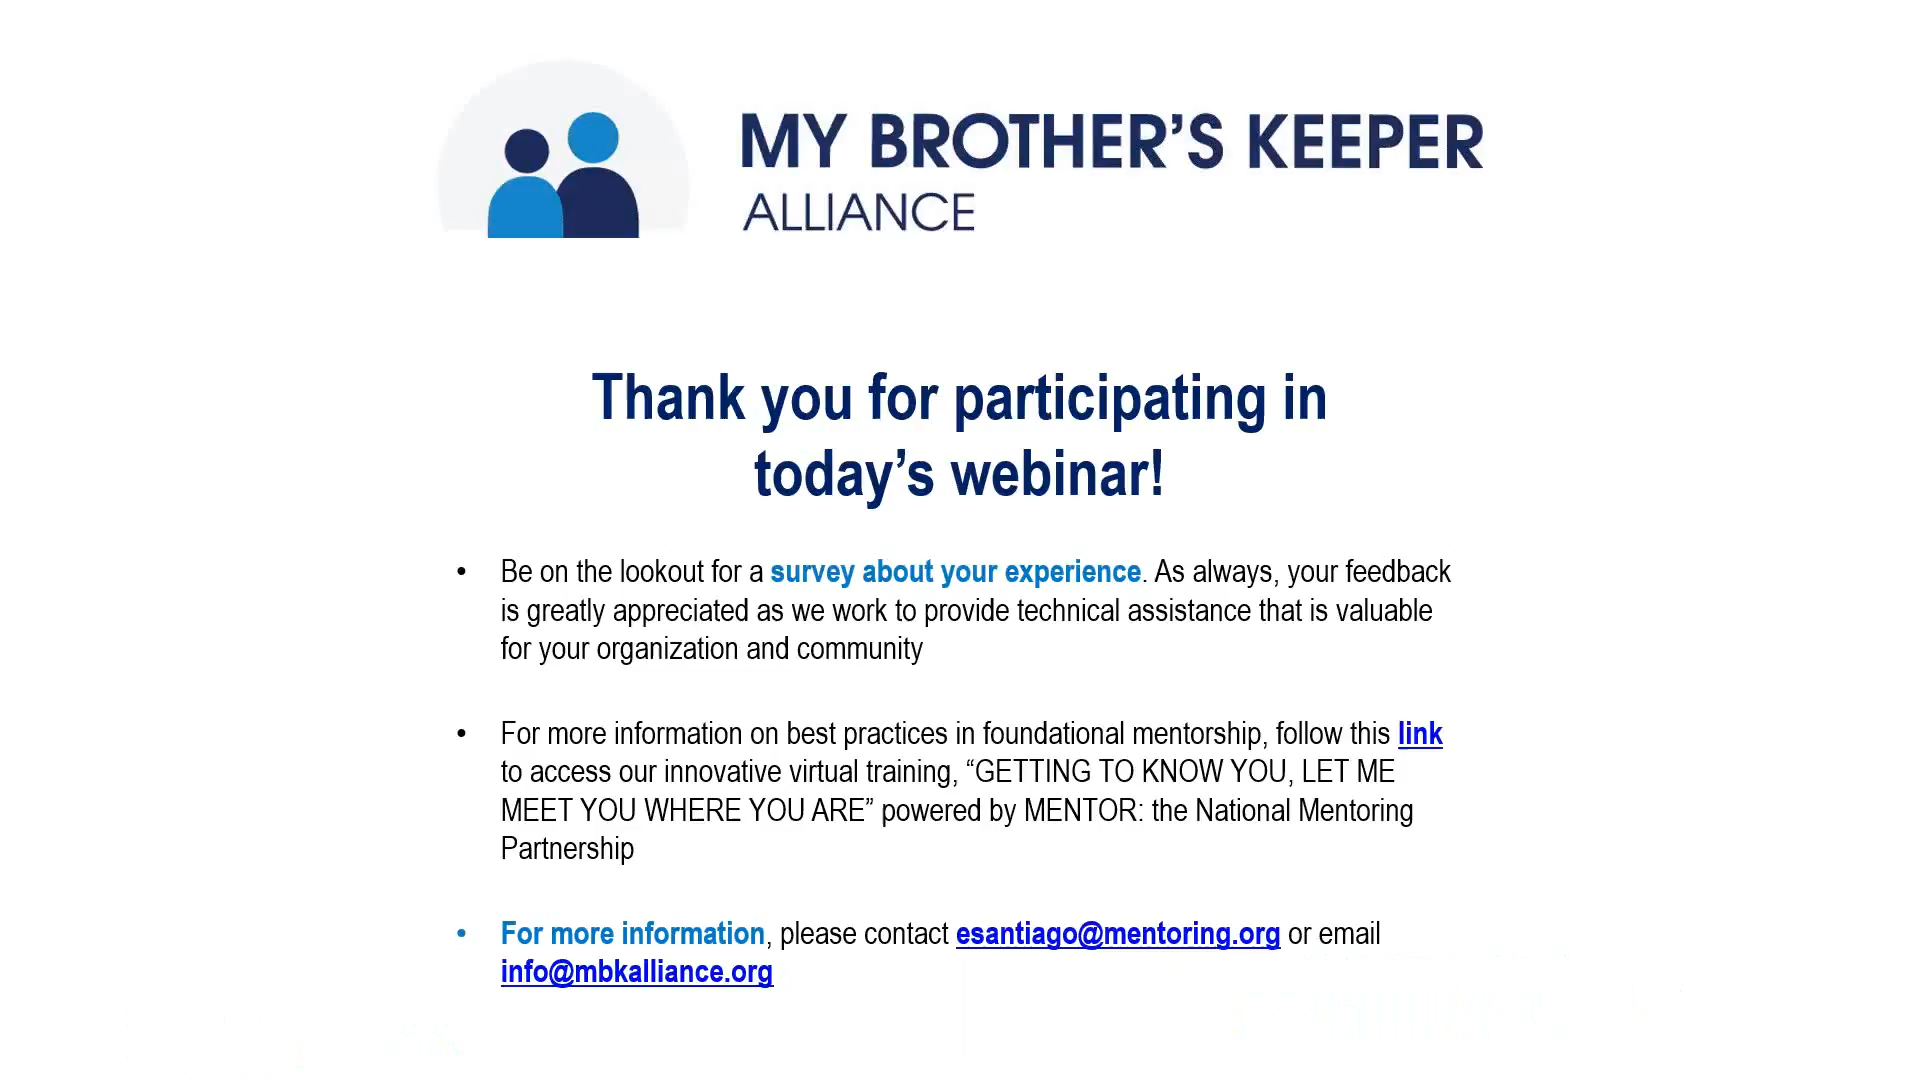 MY BROTHER’S KEEPER
ALLIANCE
Thank you for participating in
today’s webinar!
• Be on the lookout for a survey about your experience. As always, your feedback
is greatly appreciated as we work to provide technical assistance that is valuable
for your organization and community
• For more information on best practices in foundational mentorship, follow this link
to access our innovative virtual training, “GETTING TO KNOW YOU, LET ME
MEET YOU WHERE YOU ARE” powered by MENTOR: the National Mentoring
Partnership
• For more information, please contact esantiago@mentoring.org or email
info@mbkalliance.org